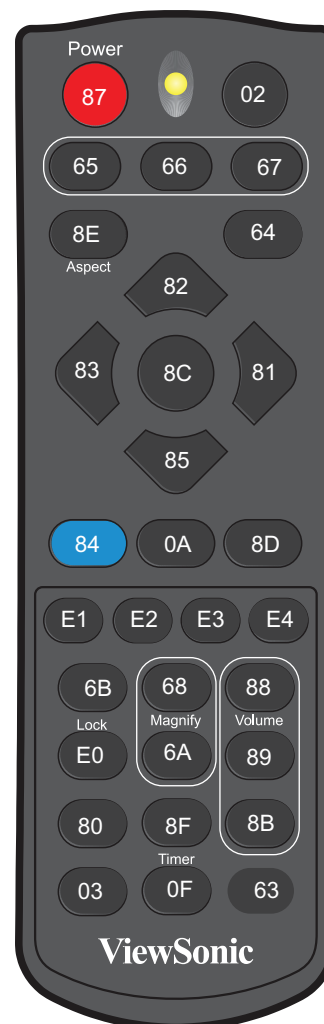 Power
87 02
65 66 67
8E 64
Aspect
82
83 8C 81
85
84 0A 8D
E1 E2 E3 E4
6B 68 88
Lock Magnify Volume
E0 6A 89
80 8F 8B
Timer
03 0F 63
ViewSonic